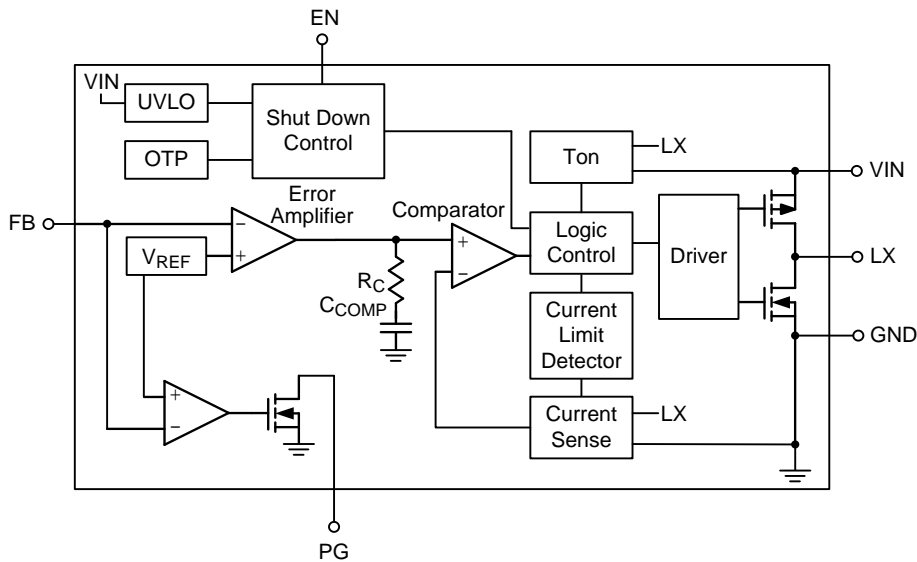 EN
VIN
UVLO
Shut Down
Control
OTP
Ton
LX
VIN
Error
Amplifier
Comparator
FB
−
+
VREF
+
−
Logic
Control
Driver
LX
RC
CCOMP
Current
Limit
Detector
GND
+
−
Current
Sense
LX
PG